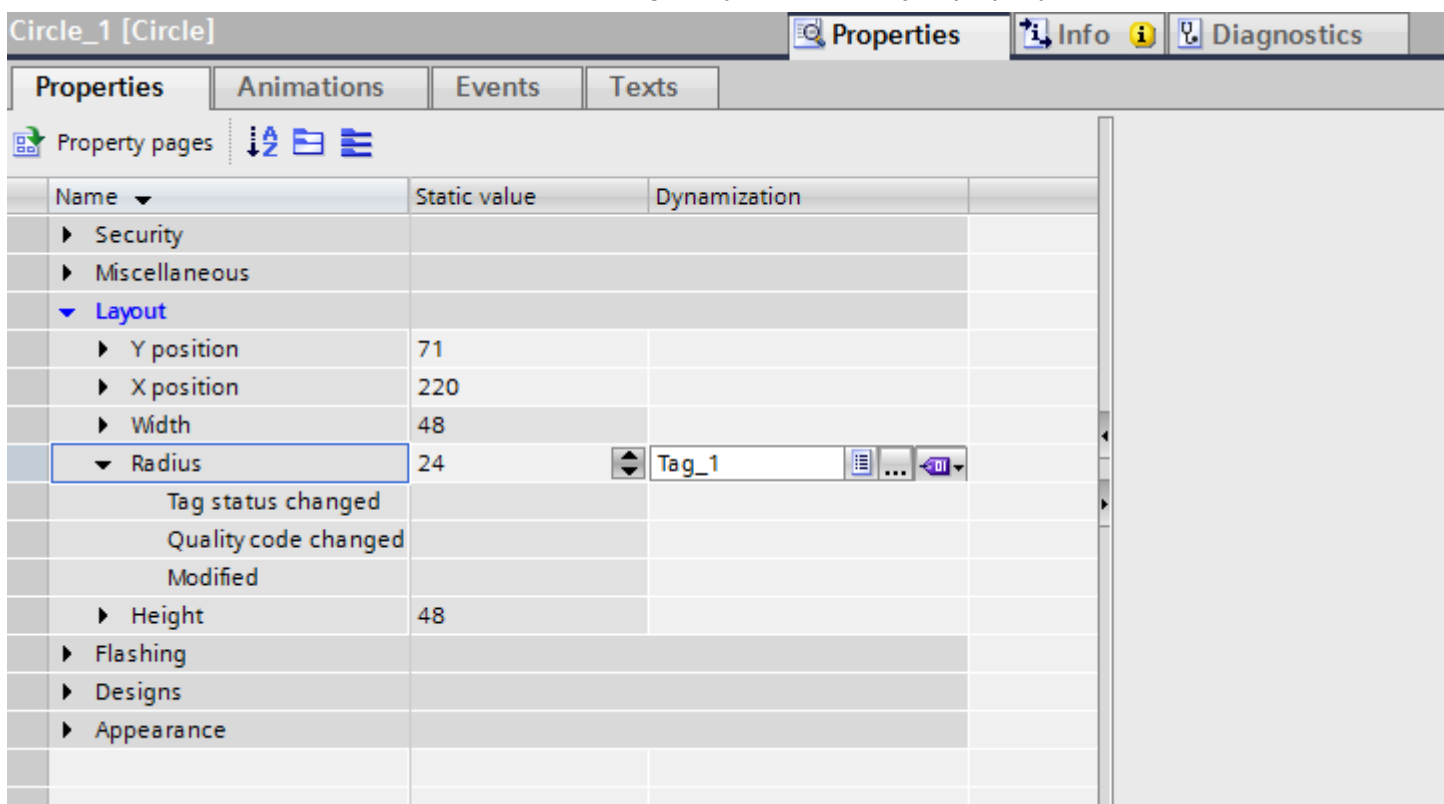 Circle_1 [Circle] Properties Info Diagnostics
Properties Animations Events Texts
Property pages
Name Static value Dynamization
Security
Miscellaneous
Layout
Y position 71
X position 220
Width 48
Radius 24 Tag_1 ...
Tag status changed
Quality code changed
Modified
Height 48
Flashing
Designs
Appearance